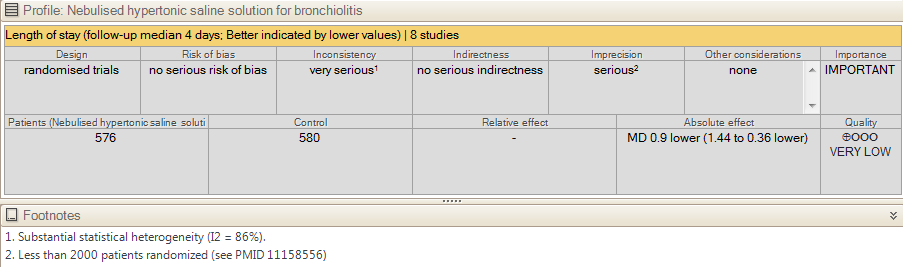 Profile: Nebulised hypertonic saline solution for bronchiolitis
Length of stay (follow-up median 4 days; Better indicated by lower values) | 8 studies
Design Risk of bias Inconsistency Indirectness Imprecision Other considerations Importance
randomised trials no serious risk of bias very serious¹ no serious indirectness serious² none IMPORTANT
Patients (Nebulised hypertonic saline soluti Control Relative effect Absolute effect Quality
576 580 - MD 0.9 lower (1.44 to 0.36 lower) ⊕OOO
VERY LOW
Footnotes
1. Substantial statistical heterogeneity (I2 = 86%).
2. Less than 2000 patients randomized (see PMID 11158556)